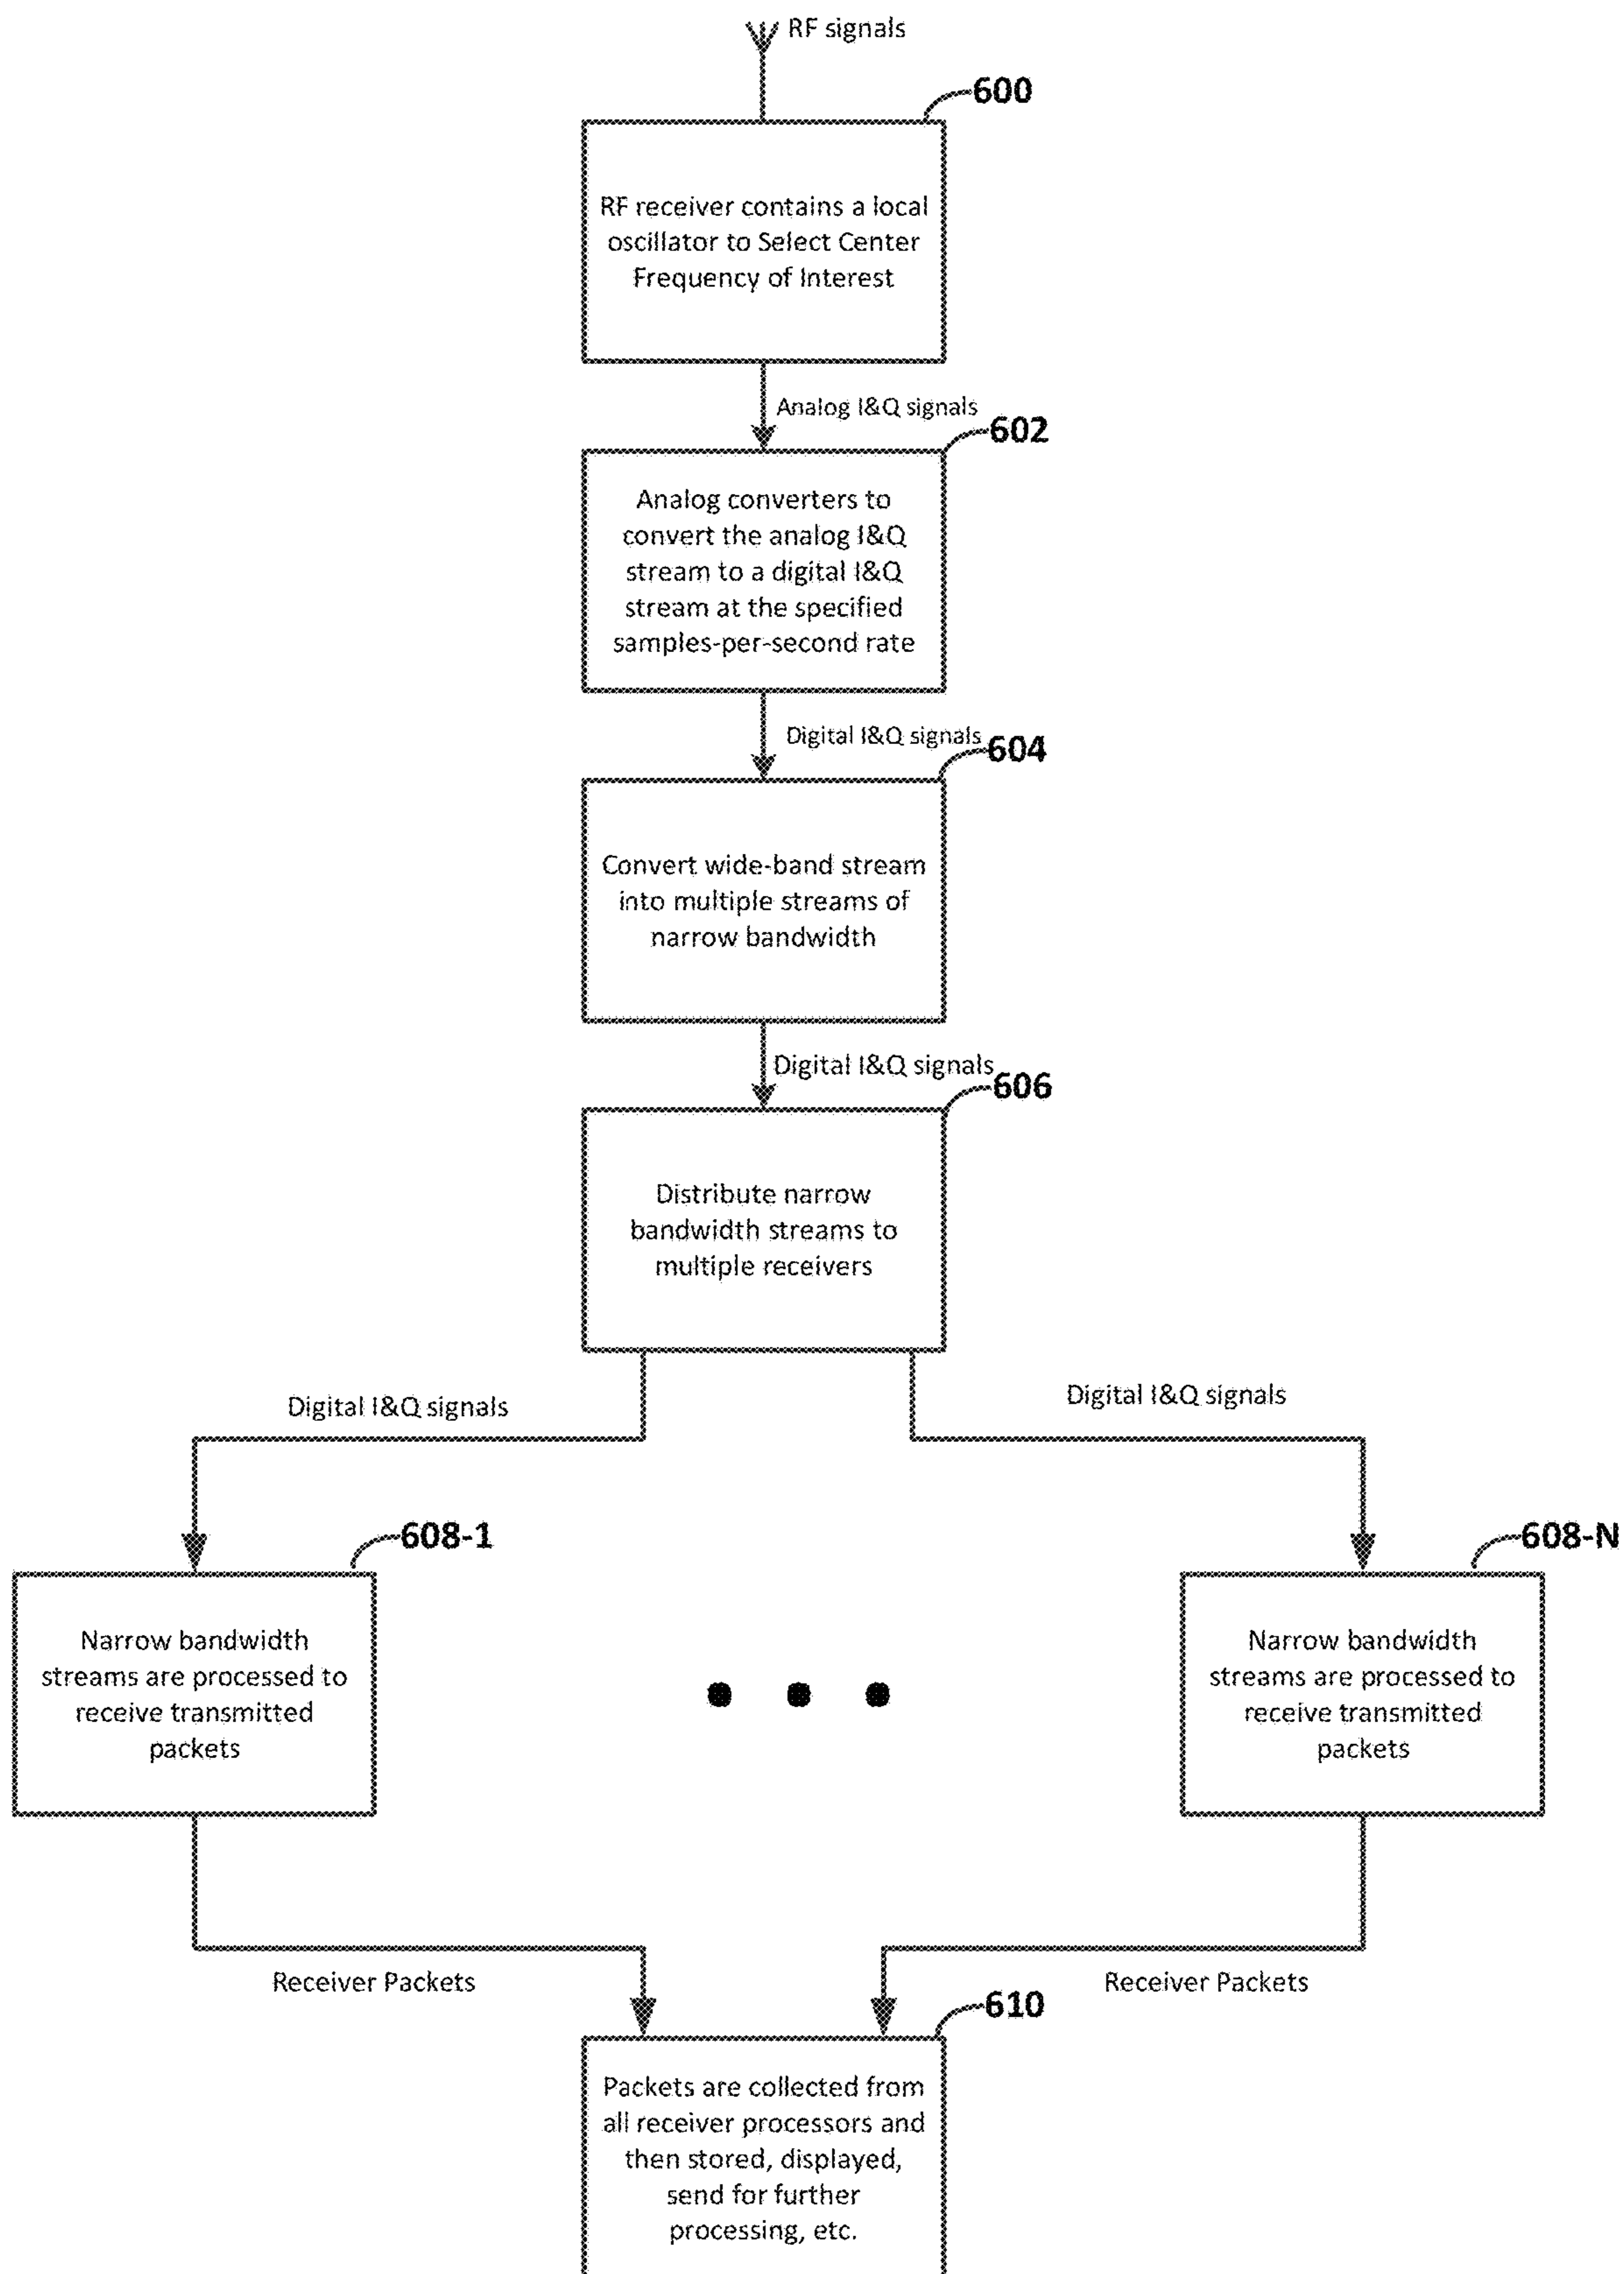 RF signals
600
RF receiver contains a local
oscillator to Select Center
Frequency of Interest
Analog I&Q signals
602
Analog converters to
convert the analog I&Q
stream to a digital I&Q
stream at the specified
samples-per-second rate
Digital I&Q signals
604
Convert wide-band stream
into multiple streams of
narrow bandwidth
Digital I&Q signals
606
Distribute narrow
bandwidth streams to
multiple receivers
Digital I&Q signals
Digital I&Q signals
608-1
608-N
Narrow bandwidth
streams are processed to
receive transmitted
packets
Narrow bandwidth
streams are processed to
receive transmitted
packets
Receiver Packets
Receiver Packets
610
Packets are collected from
all receiver processors and
then stored, displayed,
send for further
processing, etc.